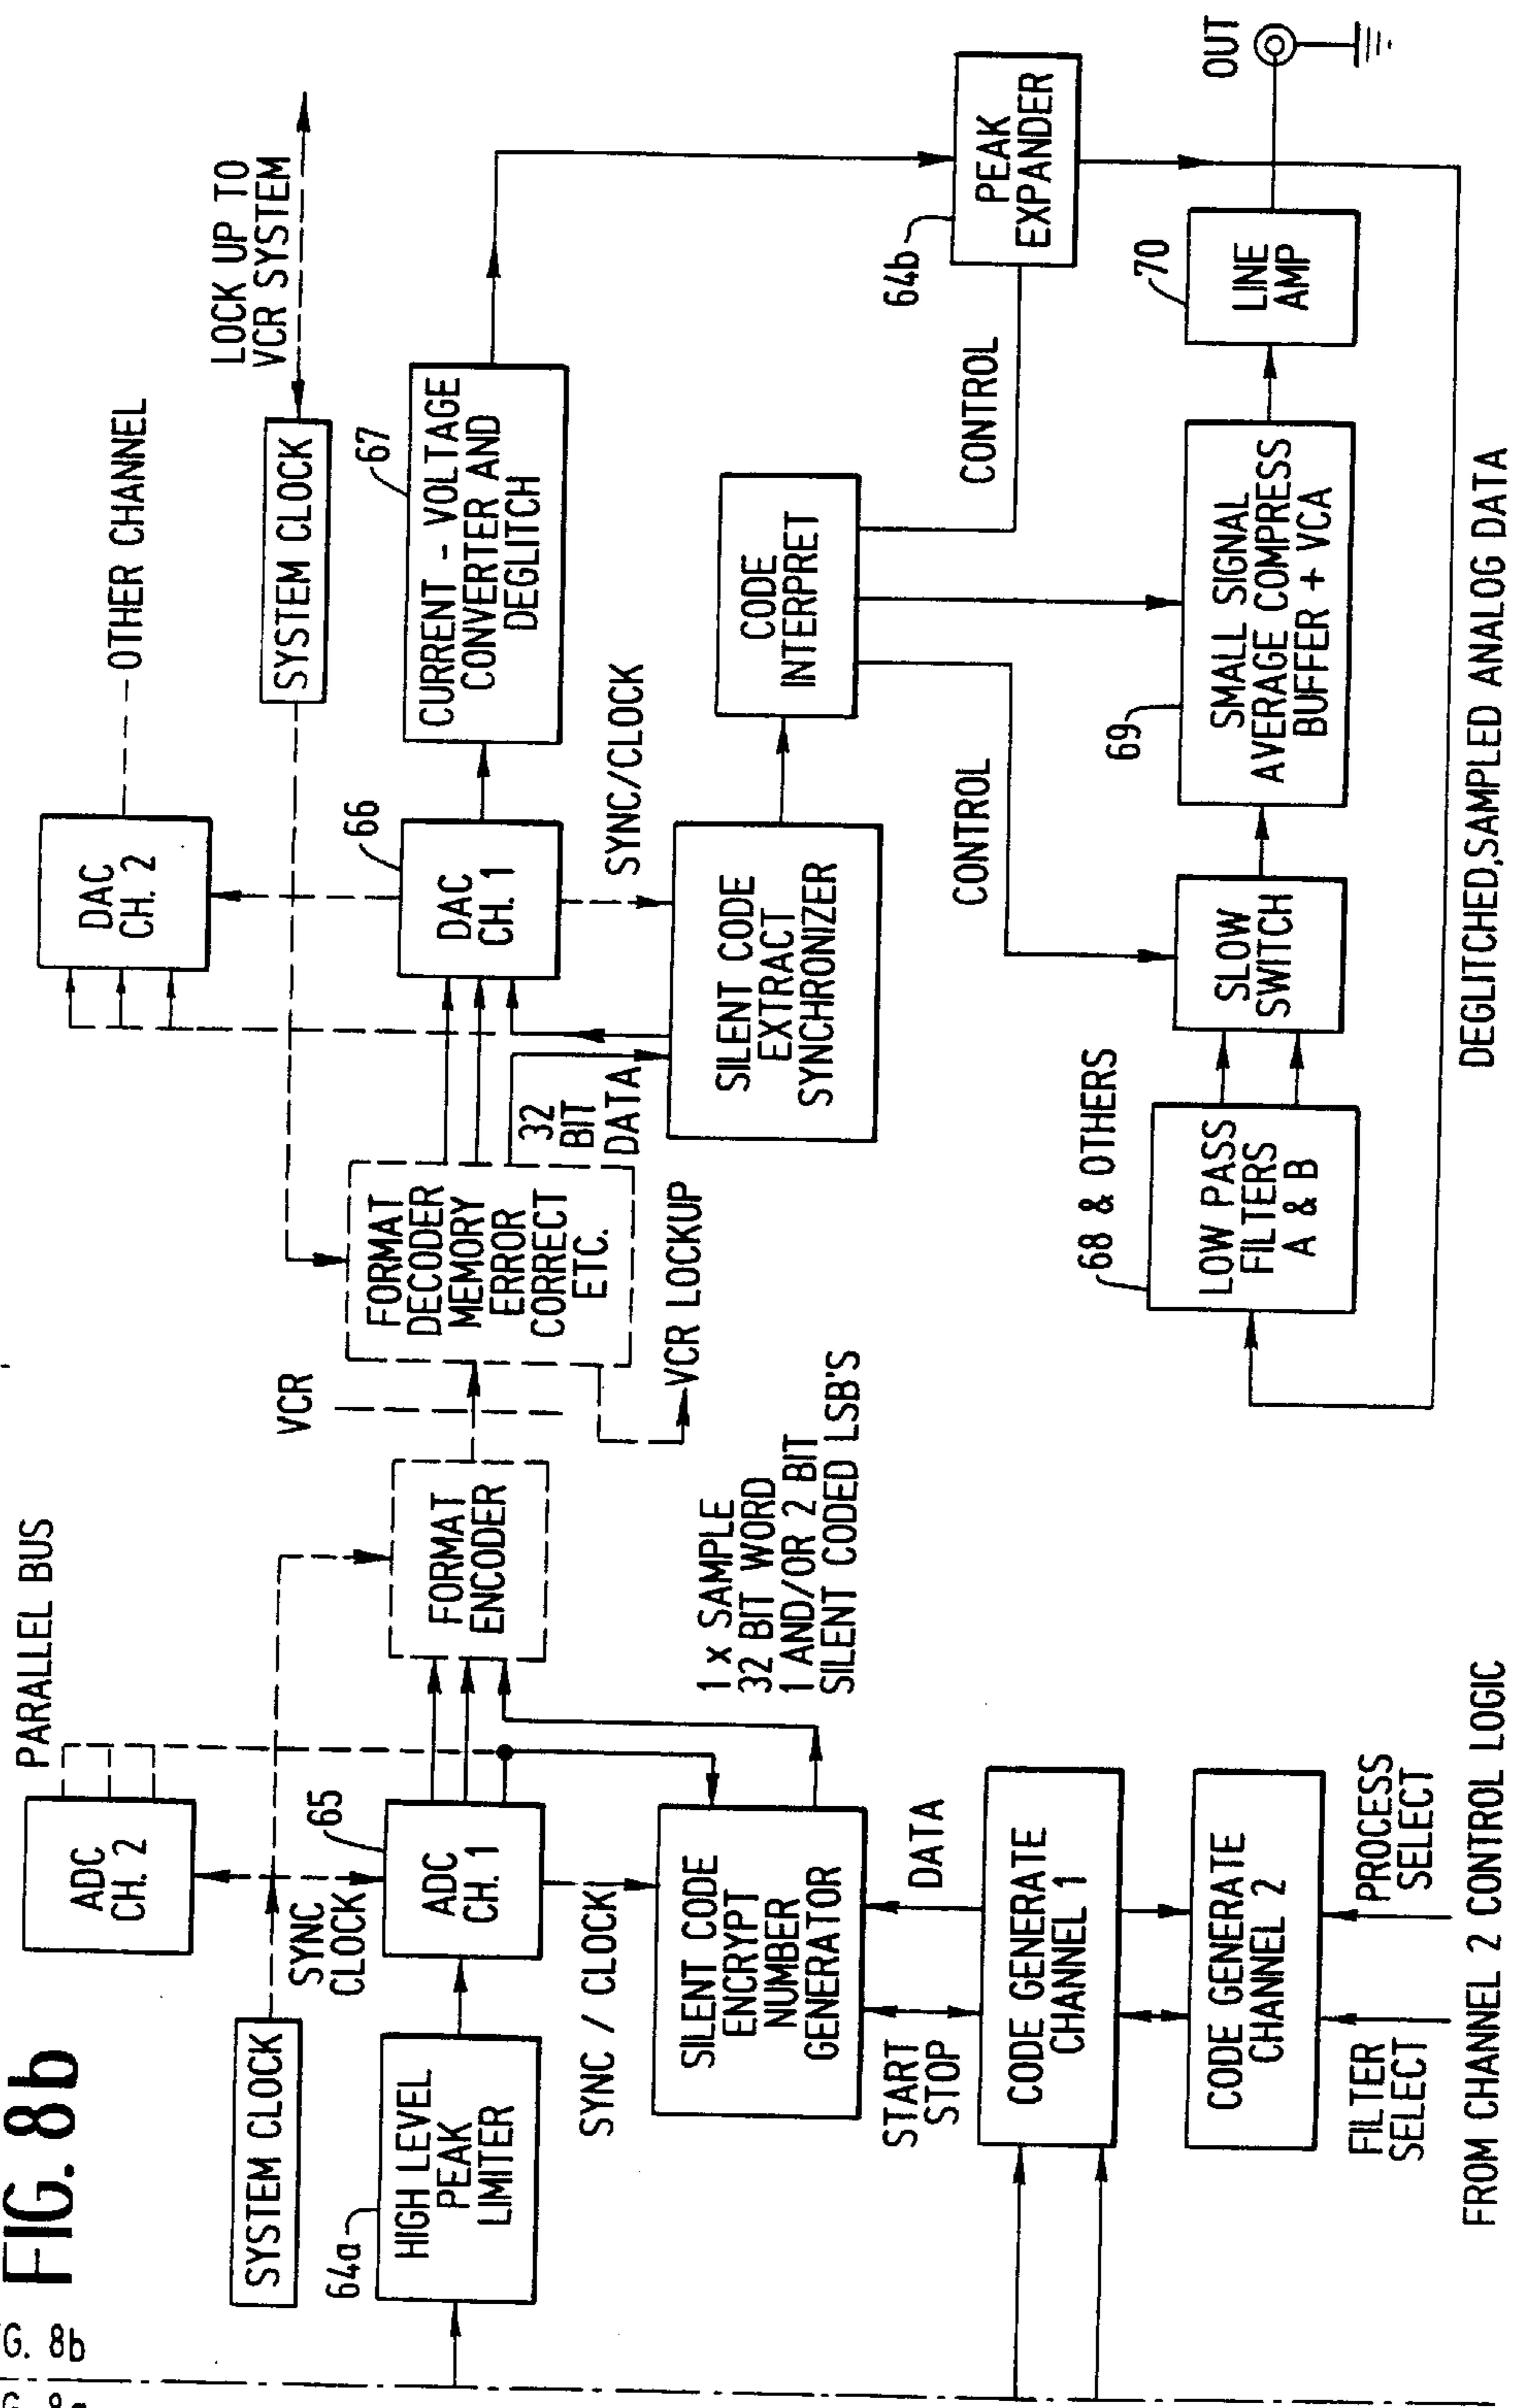 FIG. 8b
G. 8b
PARALLEL BUS
ADC
CH. 2
SYSTEM CLOCK
SYNC
CLOCK
64a
HIGH LEVEL
PEAK
LIMITER
65
ADC
CH. 1
FORMAT
ENCODER
VCR
FORMAT
DECODER
MEMORY
ERROR
CORRECT
ETC.
VCR LOCKUP
DAC
CH. 2
OTHER CHANNEL
SYSTEM CLOCK
LOCK UP TO
VCR SYSTEM
66
DAC
CH. 1
67
CURRENT - VOLTAGE
CONVERTER AND
DEGLITCH
SYNC / CLOCK
SILENT CODE
ENCRYPT
NUMBER
GENERATOR
1 x SAMPLE
32 BIT WORD
1 AND/OR 2 BIT
SILENT CODED LSB'S
32
BIT
DATA
SYNC/CLOCK
SILENT CODE
EXTRACT
SYNCHRONIZER
CODE
INTERPRET
CONTROL
CONTROL
64b
PEAK
EXPANDER
START
STOP
DATA
CODE GENERATE
CHANNEL 1
CODE GENERATE
CHANNEL 2
FILTER
SELECT
PROCESS
SELECT
FROM CHANNEL 2 CONTROL LOGIC
68 & OTHERS
LOW PASS
FILTERS
A & B
SLOW
SWITCH
69
SMALL SIGNAL
AVERAGE COMPRESS
BUFFER + VCA
70
LINE
AMP
OUT
DEGLITCHED,SAMPLED ANALOG DATA